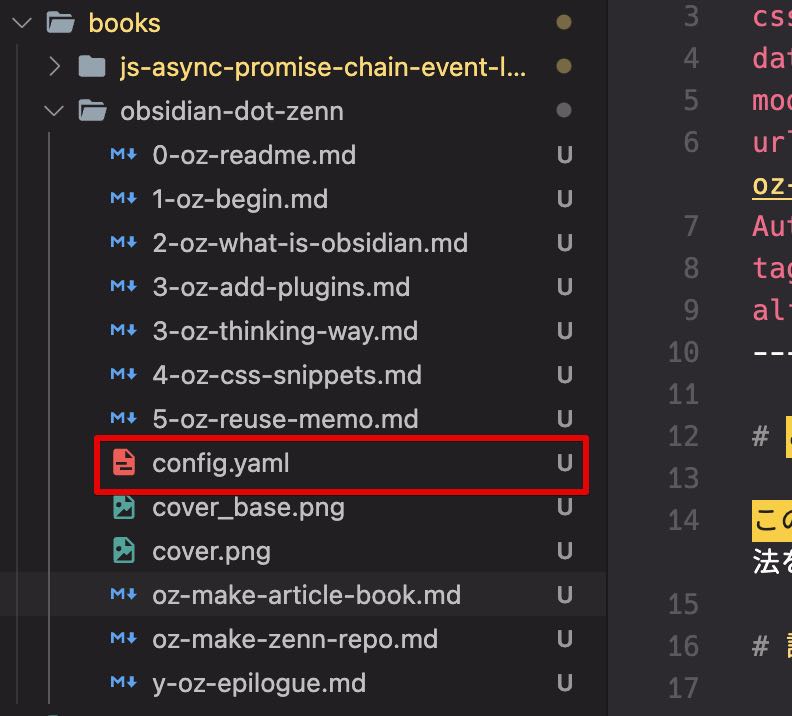 books
js-async-promise-chain-event-l...
obsidian-dot-zenn
0-oz-readme.md U
1-oz-begin.md U
2-oz-what-is-obsidian.md U
3-oz-add-plugins.md U
3-oz-thinking-way.md U
4-oz-css-snippets.md U
5-oz-reuse-memo.md U
config.yaml U
cover_base.png U
cover.png U
oz-make-article-book.md U
oz-make-zenn-repo.md U
y-oz-epilogue.md U
3 css
4 dat
5 mod
6 url
oz-
7 Aut
8 tag
9 ali
10 ---
11
12 #
13
14 この
法を
15
16 #
17